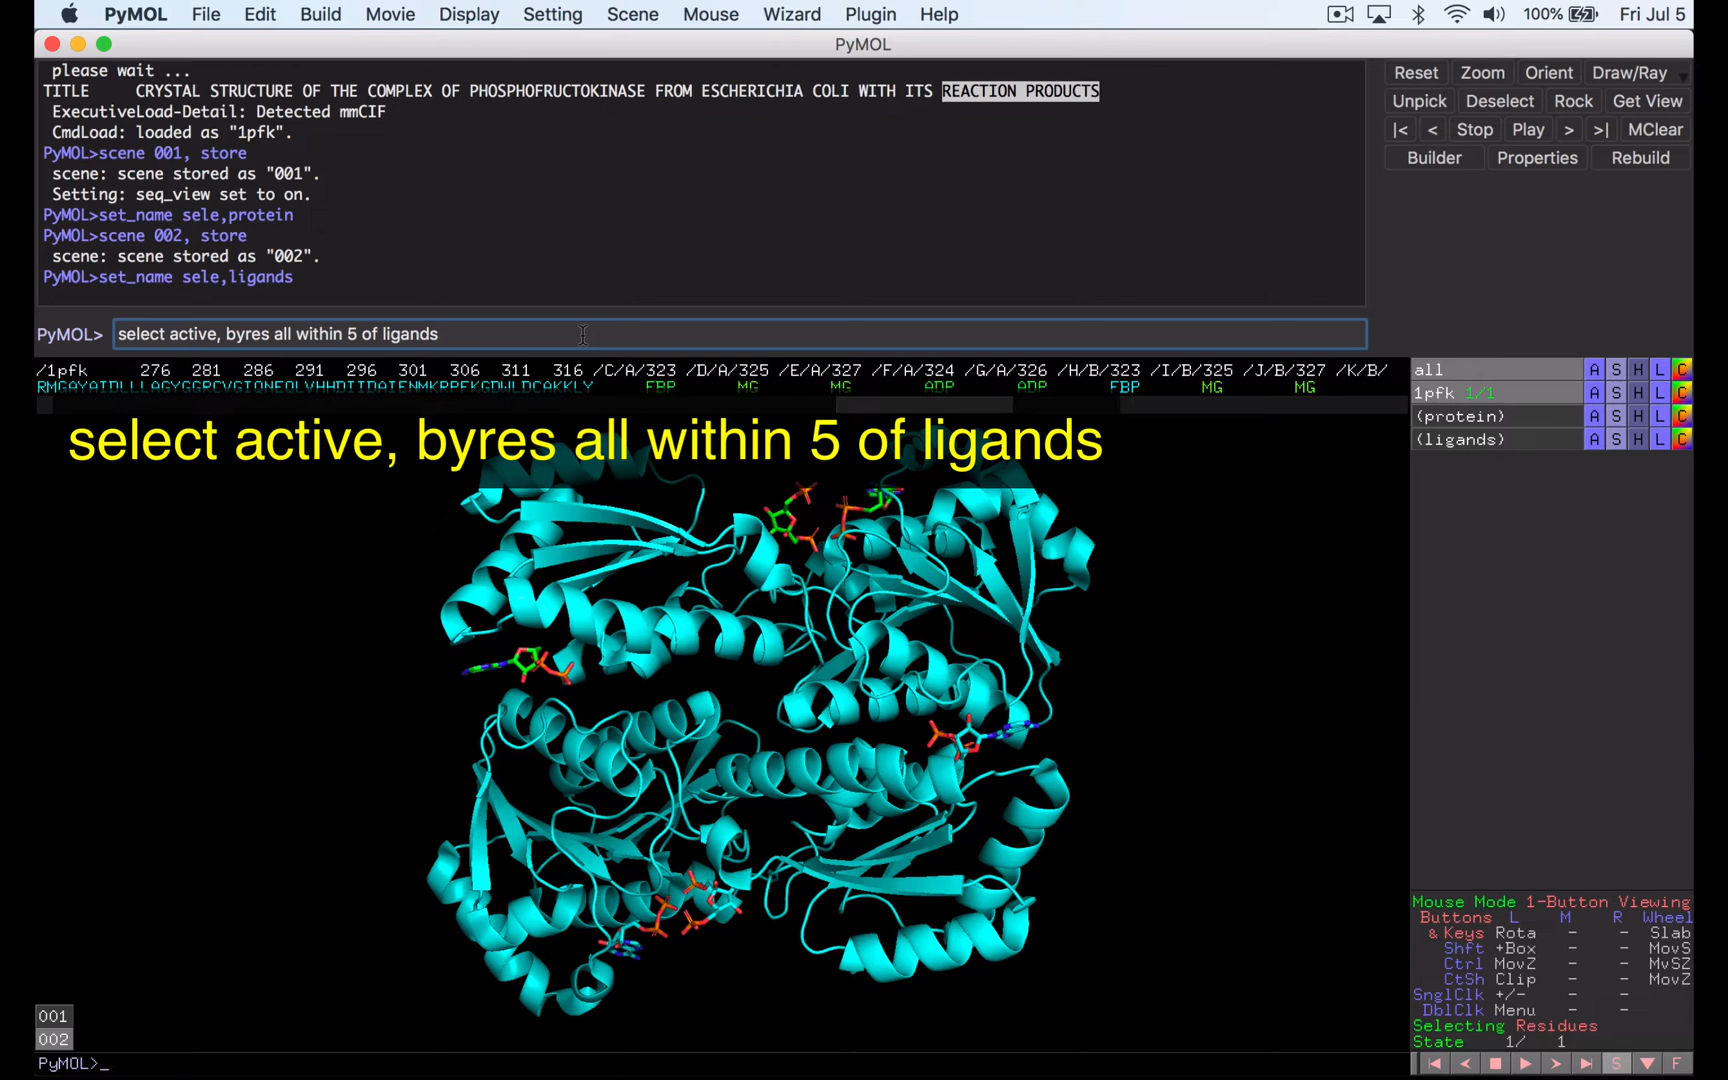 PyMOL File Edit Build Movie Display Setting Scene Mouse Wizard Plugin Help 100% Fri Jul 5
PyMOL
please wait ...
TITLE     CRYSTAL STRUCTURE OF THE COMPLEX OF PHOSPHOFRUCTOKINASE FROM ESCHERICHIA COLI WITH ITS REACTION PRODUCTS
ExecutiveLoad-Detail: Detected mmCIF
CmdLoad: loaded as "1pfk".
PyMOL>scene 001, store
scene: scene stored as "001".
Setting: seq_view set to on.
PyMOL>set_name sele,protein
PyMOL>scene 002, store
scene: scene stored as "002".
PyMOL>set_name sele,ligands
Reset Zoom Orient Draw/Ray
Unpick Deselect Rock Get View
|< < Stop Play > >| MClear
Builder Properties Rebuild
PyMOL> select active, byres all within 5 of ligands
/1pfk 276 281 286 291 296 301 306 311 316 /C/A/323 /D/A/325 /E/A/327 /F/A/324 /G/A/326 /H/B/323 /I/B/325 /J/B/327 /K/B/
RMGAYAIDLLLAGYGGRCVGIQNEQLVHHDIIDAIENMKRPFKGDWLDCAKKLY FBP MG MG ADP ADP FBP MG MG
select active, byres all within 5 of ligands
all A S H L C
1pfk 1/1 A S H L C
(protein) A S H L C
(ligands) A S H L C
Mouse Mode 1-Button Viewing
Buttons L M R Wheel
& Keys Rota – – Slab
Shft +Box – – MovS
Ctrl MovZ – – MvSZ
CtSh Clip – – MovZ
SnglClk +/- – –
DblClk Menu – –
Selecting Residues
State 1/ 1
001
002
PyMOL>_
S F